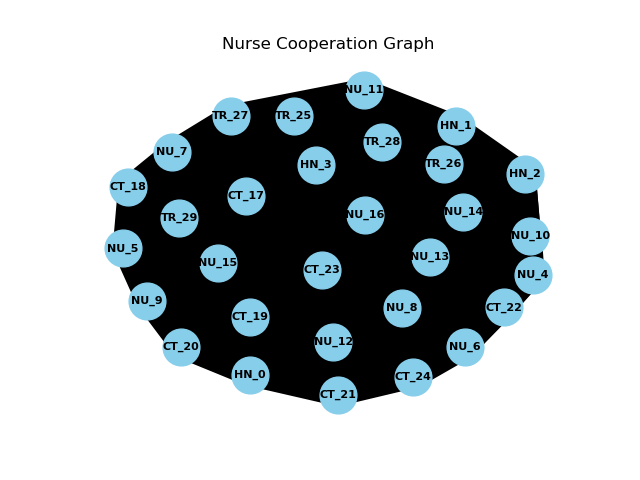 Nurse Cooperation Graph
NU_11
TR_27
TR_25
HN_1
TR_28
NU_7
HN_3
TR_26
HN_2
CT_18
CT_17
TR_29
NU_16
NU_14
NU_10
NU_5
NU_15
CT_23
NU_13
NU_4
NU_9
CT_19
NU_8
CT_22
CT_20
NU_12
NU_6
HN_0
CT_24
CT_21